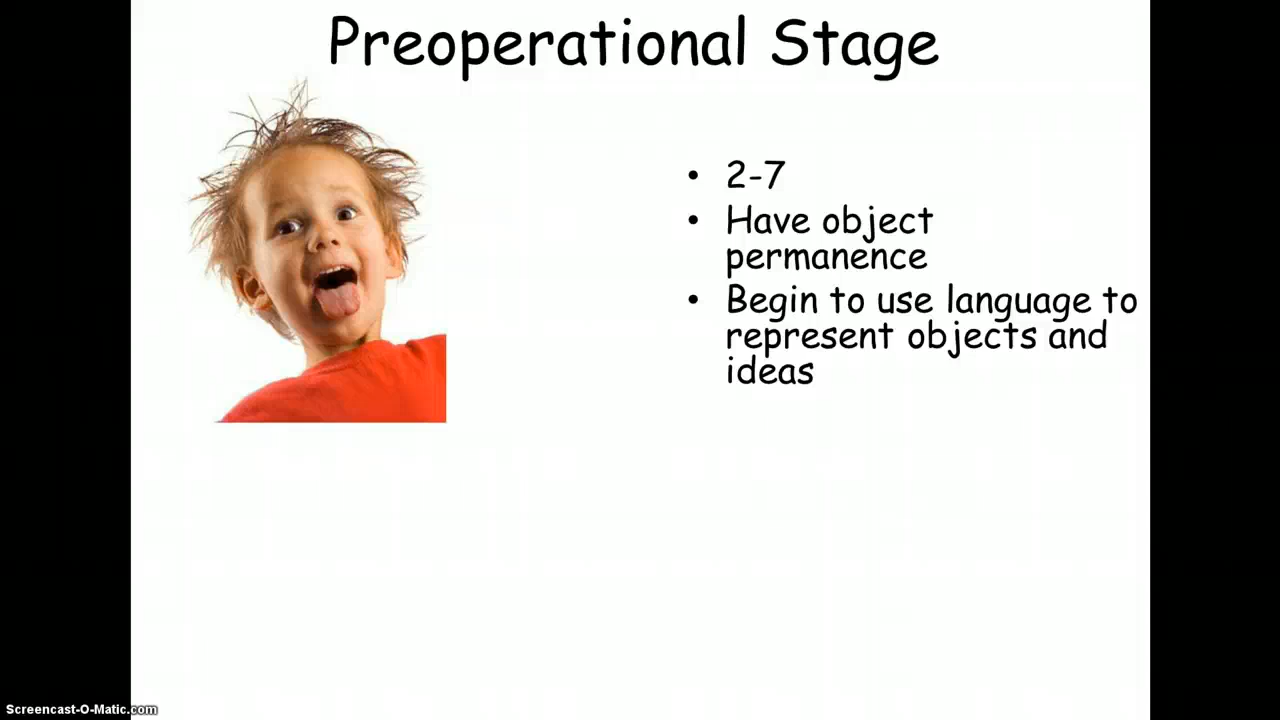 Preoperational Stage
• 2-7
• Have object
permanence
• Begin to use language to
represent objects and
ideas
Screencast-O-Matic.com